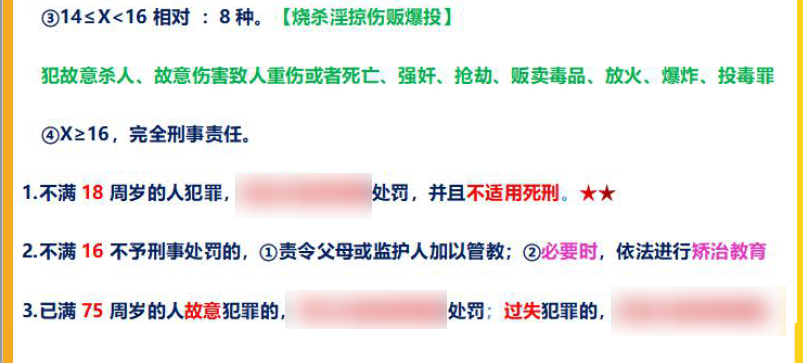 ③14≤X<16 相对 ：8 种。【烧杀淫掠伤贩爆投】
犯故意杀人、故意伤害致人重伤或者死亡、强奸、抢劫、贩卖毒品、放火、爆炸、投毒罪
④X≥16，完全刑事责任。
1.不满 18 周岁的人犯罪，处罚，并且不适用死刑。★★
2.不满 16 不予刑事处罚的，①责令父母或监护人加以管教；②必要时，依法进行矫治教育
3.已满 75 周岁的人故意犯罪的，处罚；过失犯罪的，